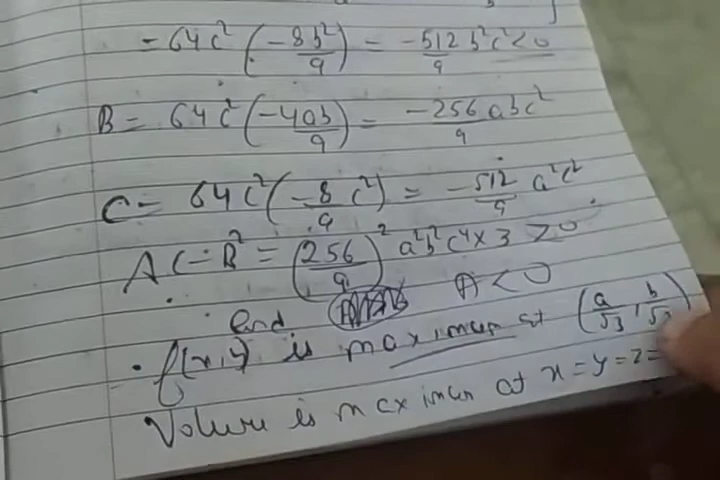 = 64c² (-8b²/9) = -512/9 b²c² < 0
B = 64c² (-4ab/9) = -256/9 abc²
C = 64c² (-8/9 c²) = -512/9 a²c²
AC - B² = (256/9)² a²b²c⁴ × 3 > 0
and A < 0
f(x,y) is maximum at (a/√3, b/√3)
Volume is maximum at x = y = z =